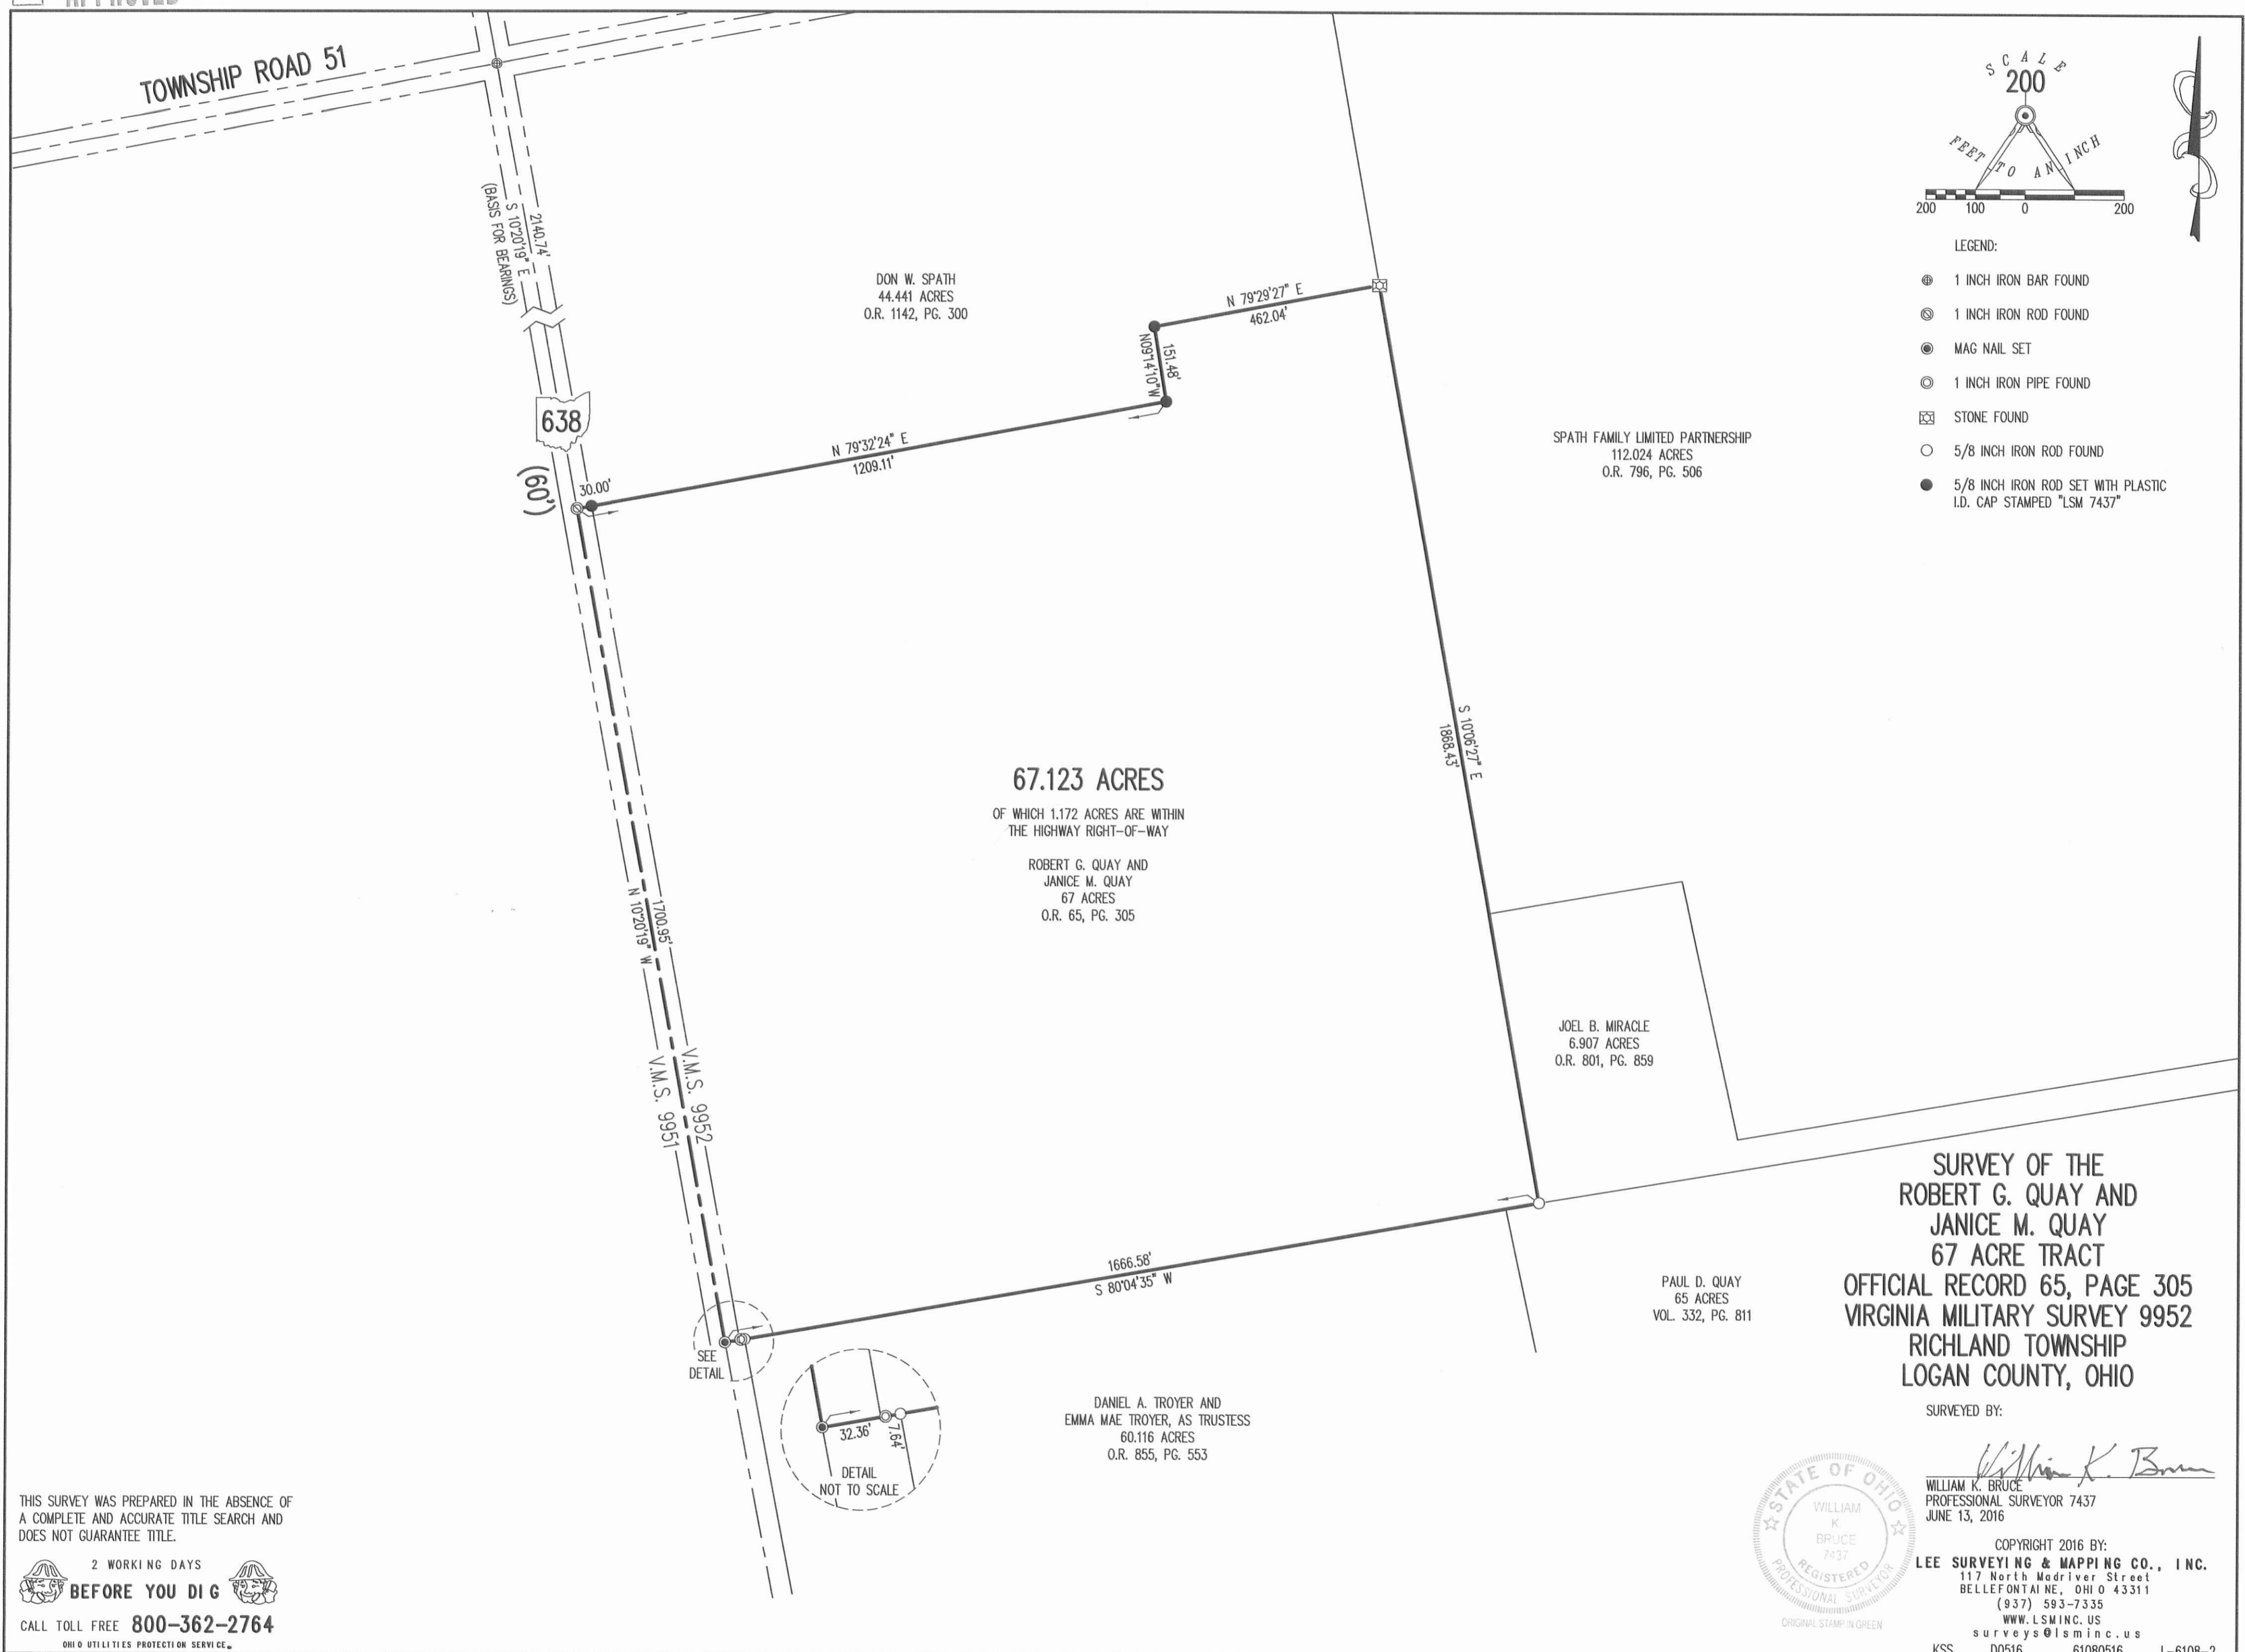 APPROVED
TOWNSHIP ROAD 51
2140.74'
S 10°20'19" E
(BASIS FOR BEARINGS)
638
(60')
DON W. SPATH
44.441 ACRES
O.R. 1142, PG. 300
N 79°29'27" E
462.04'
151.48'
N09°14'10"W
N 79°32'24" E
1209.11'
30.00'
SPATH FAMILY LIMITED PARTNERSHIP
112.024 ACRES
O.R. 796, PG. 506
S 10°06'27" E
1868.43'
67.123 ACRES
OF WHICH 1.172 ACRES ARE WITHIN
THE HIGHWAY RIGHT-OF-WAY
ROBERT G. QUAY AND
JANICE M. QUAY
67 ACRES
O.R. 65, PG. 305
1700.95'
N 10°20'19" W
V.M.S. 9952
V.M.S. 9951
JOEL B. MIRACLE
6.907 ACRES
O.R. 801, PG. 859
1666.58'
S 80°04'35" W
PAUL D. QUAY
65 ACRES
VOL. 332, PG. 811
SEE
DETAIL
32.36'
7.64'
DETAIL
NOT TO SCALE
DANIEL A. TROYER AND
EMMA MAE TROYER, AS TRUSTESS
60.116 ACRES
O.R. 855, PG. 553
SCALE
200
FEET TO AN INCH
200 100 0 200
LEGEND:
1 INCH IRON BAR FOUND
1 INCH IRON ROD FOUND
MAG NAIL SET
1 INCH IRON PIPE FOUND
STONE FOUND
5/8 INCH IRON ROD FOUND
5/8 INCH IRON ROD SET WITH PLASTIC
I.D. CAP STAMPED "LSM 7437"
SURVEY OF THE
ROBERT G. QUAY AND
JANICE M. QUAY
67 ACRE TRACT
OFFICIAL RECORD 65, PAGE 305
VIRGINIA MILITARY SURVEY 9952
RICHLAND TOWNSHIP
LOGAN COUNTY, OHIO
SURVEYED BY:
William K. Bruce
WILLIAM K. BRUCE
PROFESSIONAL SURVEYOR 7437
JUNE 13, 2016
STATE OF OHIO
WILLIAM
K.
BRUCE
7437
REGISTERED
PROFESSIONAL SURVEYOR
ORIGINAL STAMP IN GREEN
COPYRIGHT 2016 BY:
LEE SURVEYING & MAPPING CO., INC.
117 North Madriver Street
BELLEFONTAINE, OHIO 43311
(937) 593-7335
WWW.LSMINC.US
surveys@lsminc.us
KSS D0516 61080516 L-6108-2
THIS SURVEY WAS PREPARED IN THE ABSENCE OF
A COMPLETE AND ACCURATE TITLE SEARCH AND
DOES NOT GUARANTEE TITLE.
2 WORKING DAYS
BEFORE YOU DIG
CALL TOLL FREE 800-362-2764
OHIO UTILITIES PROTECTION SERVICE.